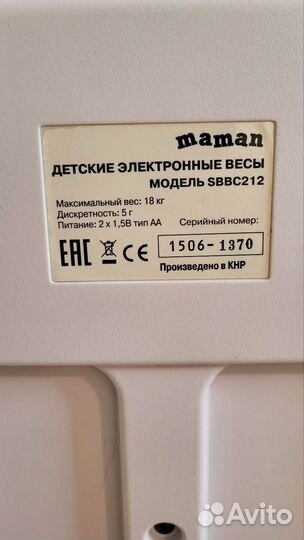 maman
ДЕТСКИЕ ЭЛЕКТРОННЫЕ ВЕСЫ
МОДЕЛЬ SBBC212
Максимальный вес: 18 кг
Дискретность: 5 г
Питание: 2 х 1,5В тип АА
Серийный номер:
1506-1370
EAC CE
Произведено в КНР
Avito